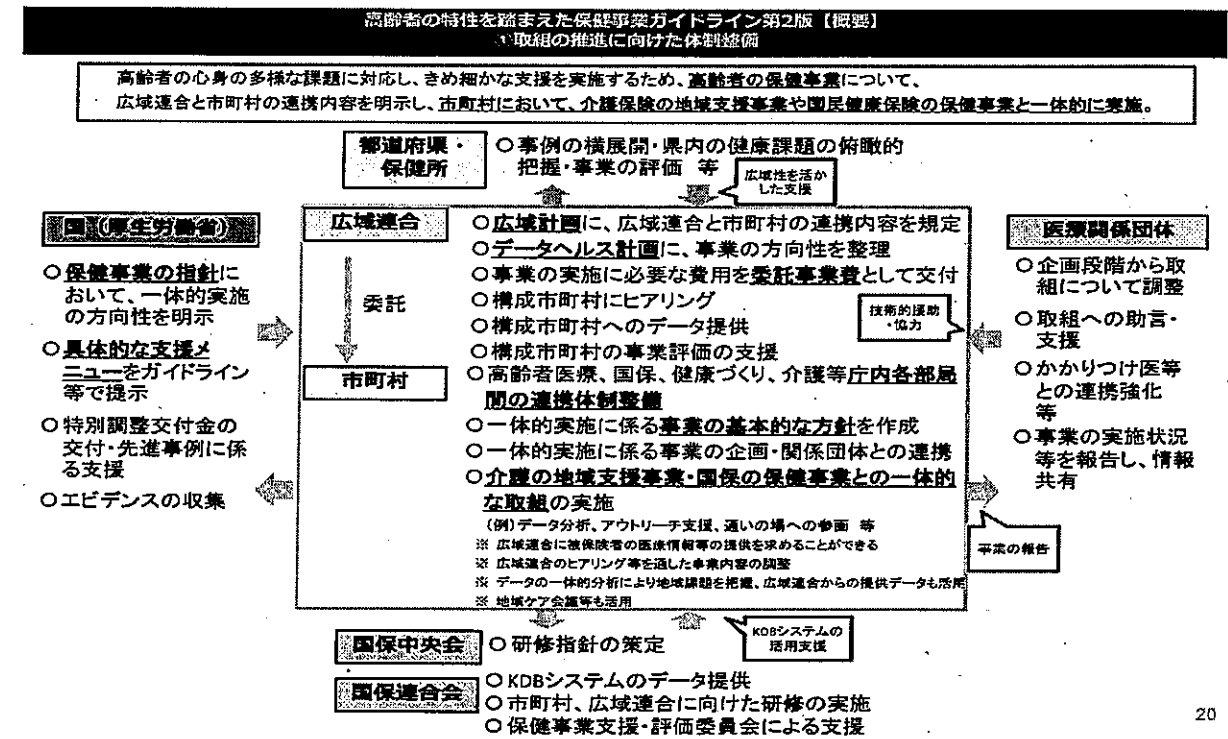 高齢者の特性を踏まえた保健事業ガイドライン第2版【概要】
①取組の推進に向けた体制整備
高齢者の心身の多様な課題に対応し、きめ細かな支援を実施するため、高齢者の保健事業について、
広域連合と市町村の連携内容を明示し、市町村において、介護保険の地域支援事業や国民健康保険の保健事業と一体的に実施。
都道府県・
保健所
○事例の横展開・県内の健康課題の俯瞰的
把握・事業の評価 等
広域性を活か
した支援
国(厚生労働省)
○保健事業の指針に
おいて、一体的実施
の方向性を明示
○具体的な支援メ
ニューをガイドライン
等で提示
○特別調整交付金の
交付・先進事例に係
る支援
○エビデンスの収集
広域連合
委託
市町村
○広域計画に、広域連合と市町村の連携内容を規定
○データヘルス計画に、事業の方向性を整理
○事業の実施に必要な費用を委託事業費として交付
○構成市町村にヒアリング
○構成市町村へのデータ提供
○構成市町村の事業評価の支援
○高齢者医療、国保、健康づくり、介護等庁内各部局
間の連携体制整備
○一体的実施に係る事業の基本的な方針を作成
○一体的実施に係る事業の企画・関係団体との連携
○介護の地域支援事業・国保の保健事業との一体的
な取組の実施
(例)データ分析、アウトリーチ支援、通いの場への参画 等
※ 広域連合に被保険者の医療情報等の提供を求めることができる
※ 広域連合のヒアリング等を通した事業内容の調整
※ データの一体的分析により地域課題を把握、広域連合からの提供データも活用
※ 地域ケア会議等も活用
技術的援助
・協力
医療関係団体
○企画段階から取
組について調整
○取組への助言・
支援
○かかりつけ医等
との連携強化
等
○事業の実施状況
等を報告し、情報
共有
事業の報告
KDBシステムの
活用支援
国保中央会
○研修指針の策定
国保連合会
○KDBシステムのデータ提供
○市町村、広域連合に向けた研修の実施
○保健事業支援・評価委員会による支援
20